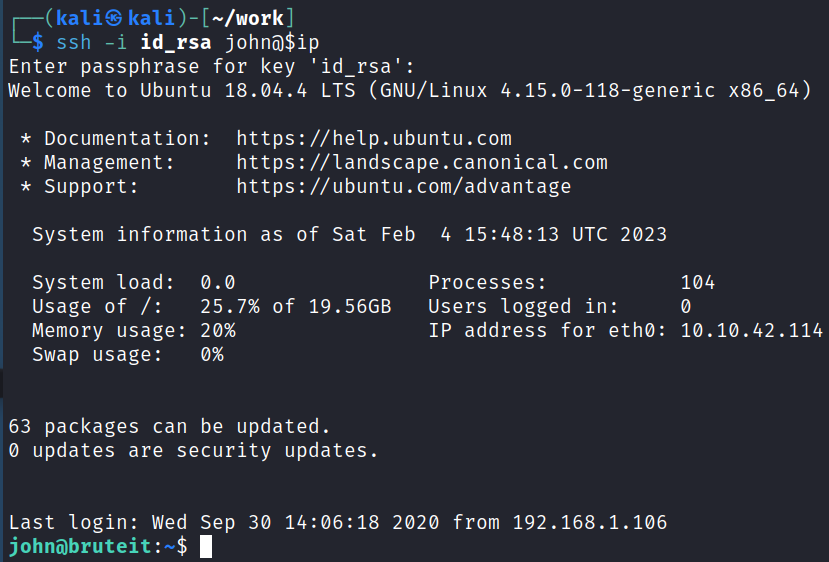 ┌──(kali㉿kali)-[~/work]
└─$ ssh -i id_rsa john@$ip
Enter passphrase for key 'id_rsa':
Welcome to Ubuntu 18.04.4 LTS (GNU/Linux 4.15.0-118-generic x86_64)
* Documentation:  https://help.ubuntu.com
* Management:     https://landscape.canonical.com
* Support:        https://ubuntu.com/advantage
System information as of Sat Feb  4 15:48:13 UTC 2023
System load:  0.0                Processes:           104
Usage of /:   25.7% of 19.56GB   Users logged in:     0
Memory usage: 20%                IP address for eth0: 10.10.42.114
Swap usage:   0%
63 packages can be updated.
0 updates are security updates.
Last login: Wed Sep 30 14:06:18 2020 from 192.168.1.106
john@bruteit:~$